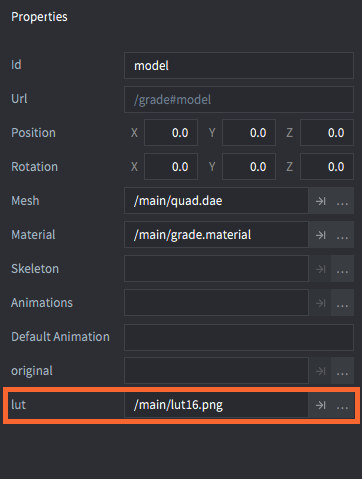 Properties
Id model
Url /grade#model
Position X 0.0 Y 0.0 Z 0.0
Rotation X 0.0 Y 0.0 Z 0.0
Mesh /main/quad.dae ...
Material /main/grade.material ...
Skeleton ...
Animations ...
Default Animation
original ...
lut /main/lut16.png ...